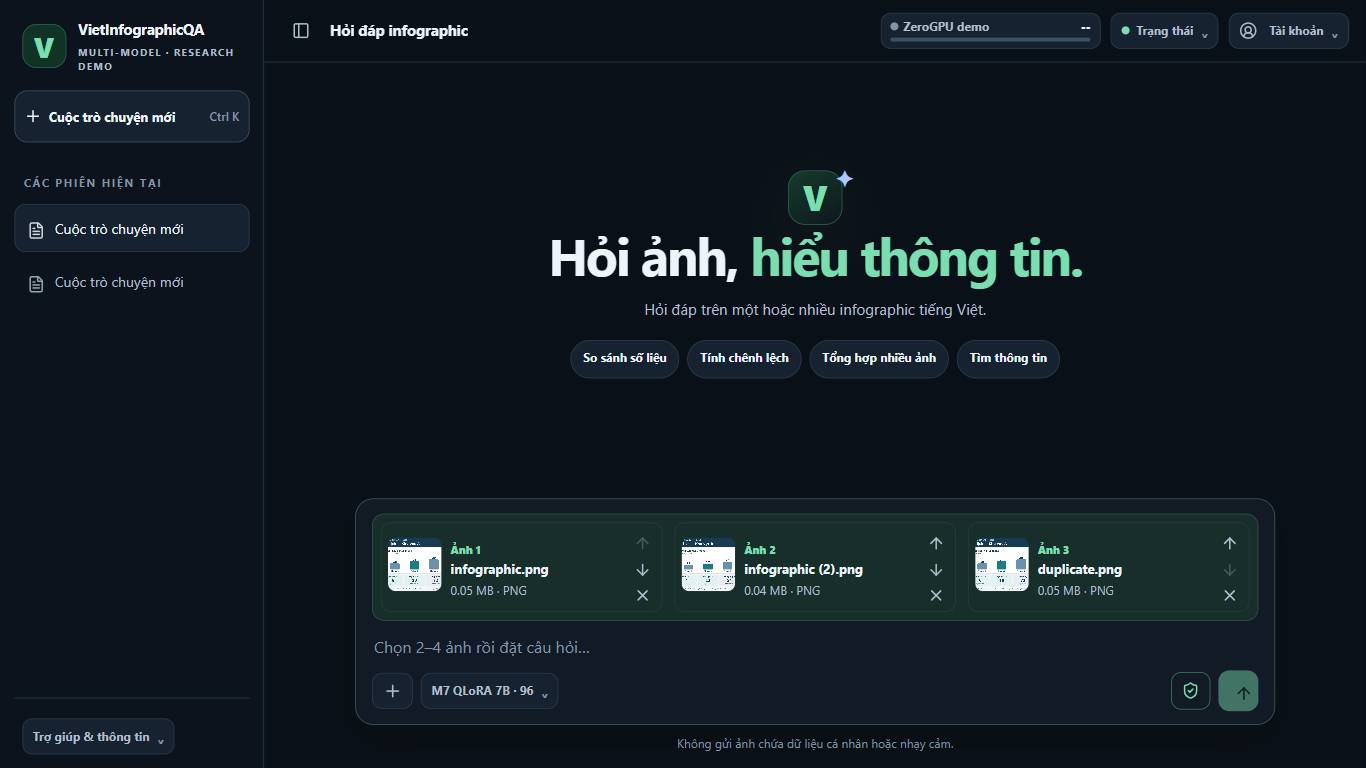 V
VietInfographicQA
MULTI-MODEL · RESEARCH
DEMO
Cuộc trò chuyện mới Ctrl K
CÁC PHIÊN HIỆN TẠI
Cuộc trò chuyện mới
Cuộc trò chuyện mới
Trợ giúp & thông tin
Hỏi đáp infographic
ZeroGPU demo --
Trạng thái
Tài khoản
V
Hỏi ảnh, hiểu thông tin.
Hỏi đáp trên một hoặc nhiều infographic tiếng Việt.
So sánh số liệu Tính chênh lệch Tổng hợp nhiều ảnh Tìm thông tin
Ảnh 1
infographic.png
0.05 MB · PNG
Ảnh 2
infographic (2).png
0.04 MB · PNG
Ảnh 3
duplicate.png
0.05 MB · PNG
Chọn 2–4 ảnh rồi đặt câu hỏi...
M7 QLoRA 7B · 96
Không gửi ảnh chứa dữ liệu cá nhân hoặc nhạy cảm.